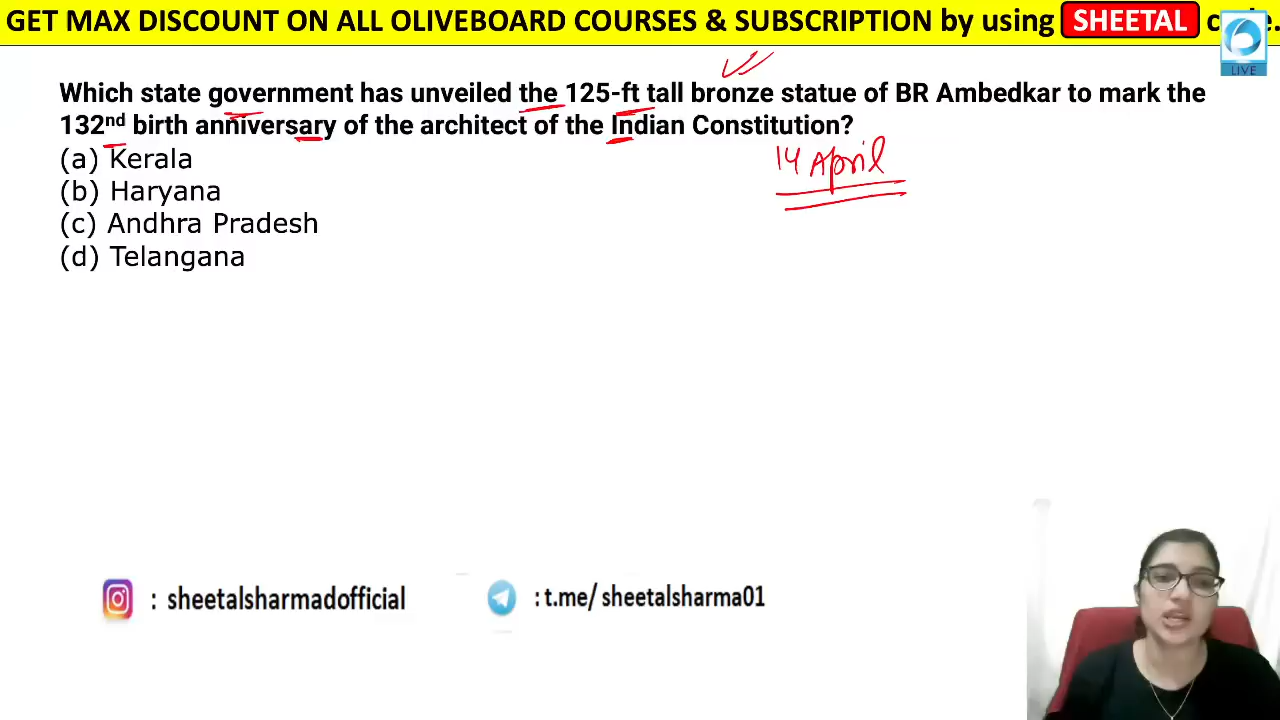 GET MAX DISCOUNT ON ALL OLIVEBOARD COURSES & SUBSCRIPTION by using SHEETAL
LIVE
Which state government has unveiled the 125-ft tall bronze statue of BR Ambedkar to mark the
132nd birth anniversary of the architect of the Indian Constitution?
14 April
(a) Kerala
(b) Haryana
(c) Andhra Pradesh
(d) Telangana
: sheetalsharmadofficial
: t.me/ sheetalsharma01